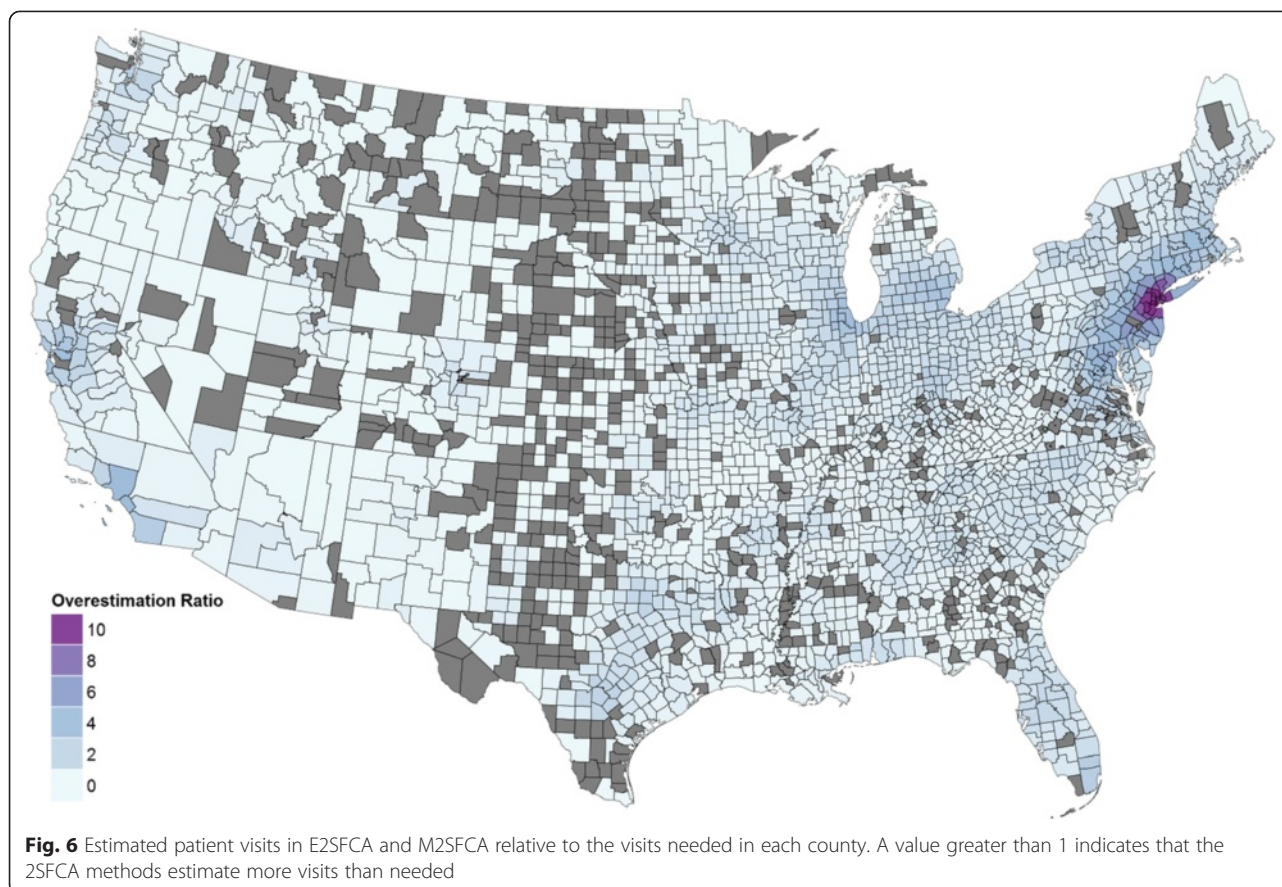 Overestimation Ratio
10
8
6
4
2
0
Fig. 6 Estimated patient visits in E2SFCA and M2SFCA relative to the visits needed in each county. A value greater than 1 indicates that the
2SFCA methods estimate more visits than needed